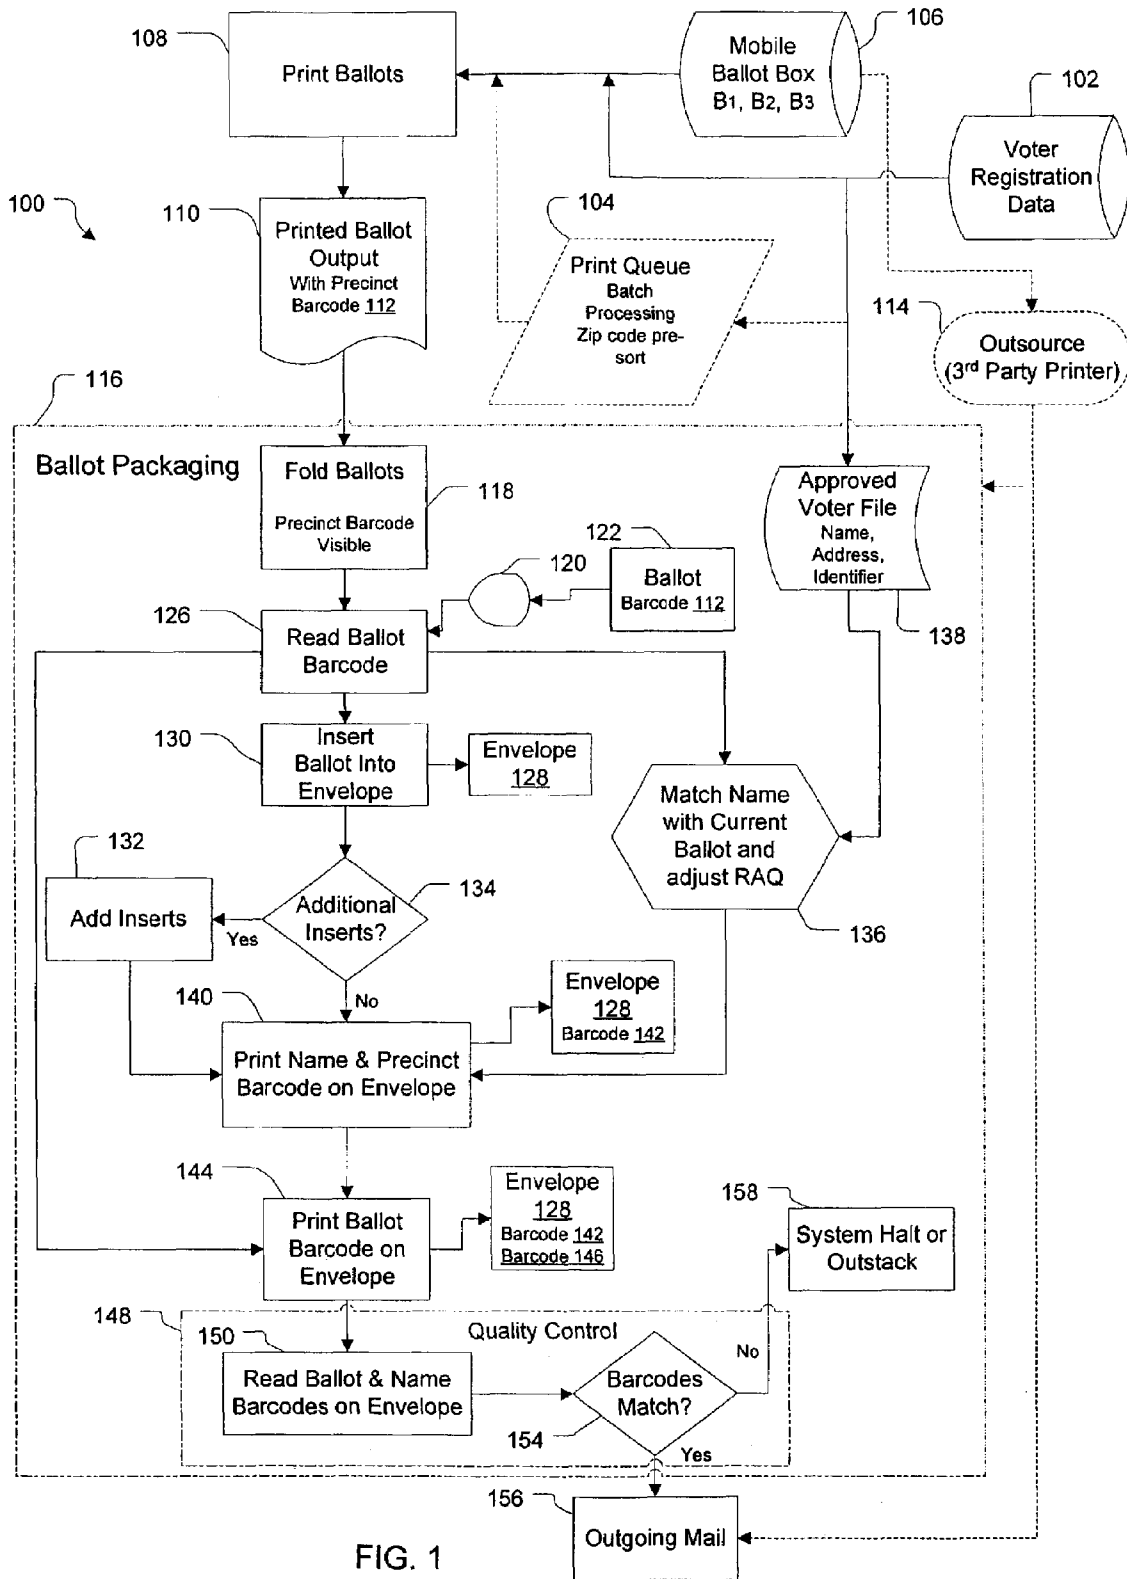 108
Print Ballots
Mobile
Ballot Box
B1, B2, B3
106
102
Voter
Registration
Data
100
110
Printed Ballot
Output
With Precinct
Barcode 112
104
Print Queue
Batch
Processing
Zip code pre-
sort
114
Outsource
(3rd Party Printer)
116
Ballot Packaging
Fold Ballots
Precinct Barcode
Visible
118
120
122
Ballot
Barcode 112
Approved
Voter File
Name,
Address,
Identifier
138
126
Read Ballot
Barcode
130
Insert
Ballot Into
Envelope
Envelope
128
Match Name
with Current
Ballot and
adjust RAQ
136
132
Add Inserts
Yes
Additional
Inserts?
134
No
140
Print Name & Precinct
Barcode on Envelope
Envelope
128
Barcode 142
144
Print Ballot
Barcode on
Envelope
Envelope
128
Barcode 142
Barcode 146
158
System Halt or
Outstack
148
Quality Control
150
Read Ballot & Name
Barcodes on Envelope
Barcodes
Match?
No
154
Yes
156
Outgoing Mail
FIG. 1